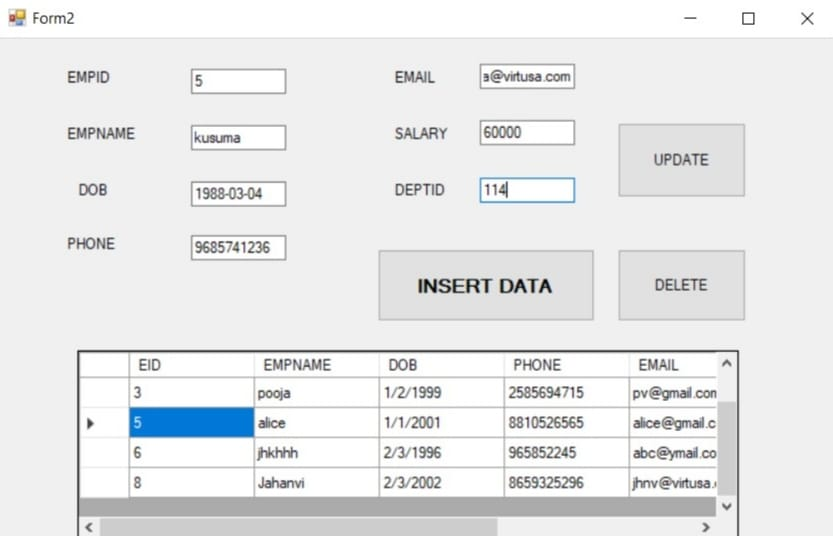 Form2
EMPID 5 EMAIL a@virtusa.com
EMPNAME kusuma SALARY 60000 UPDATE
DOB 1988-03-04 DEPTID 114
PHONE 9685741236
INSERT DATA DELETE
EID EMPNAME DOB PHONE EMAIL
3 pooja 1/2/1999 2585694715 pv@gmail.com
5 alice 1/1/2001 8810526565 alice@gmail.c
6 jhkhhh 2/3/1996 965852245 abc@ymail.co
8 Jahanvi 2/3/2002 8659325296 jhnv@virtusa.